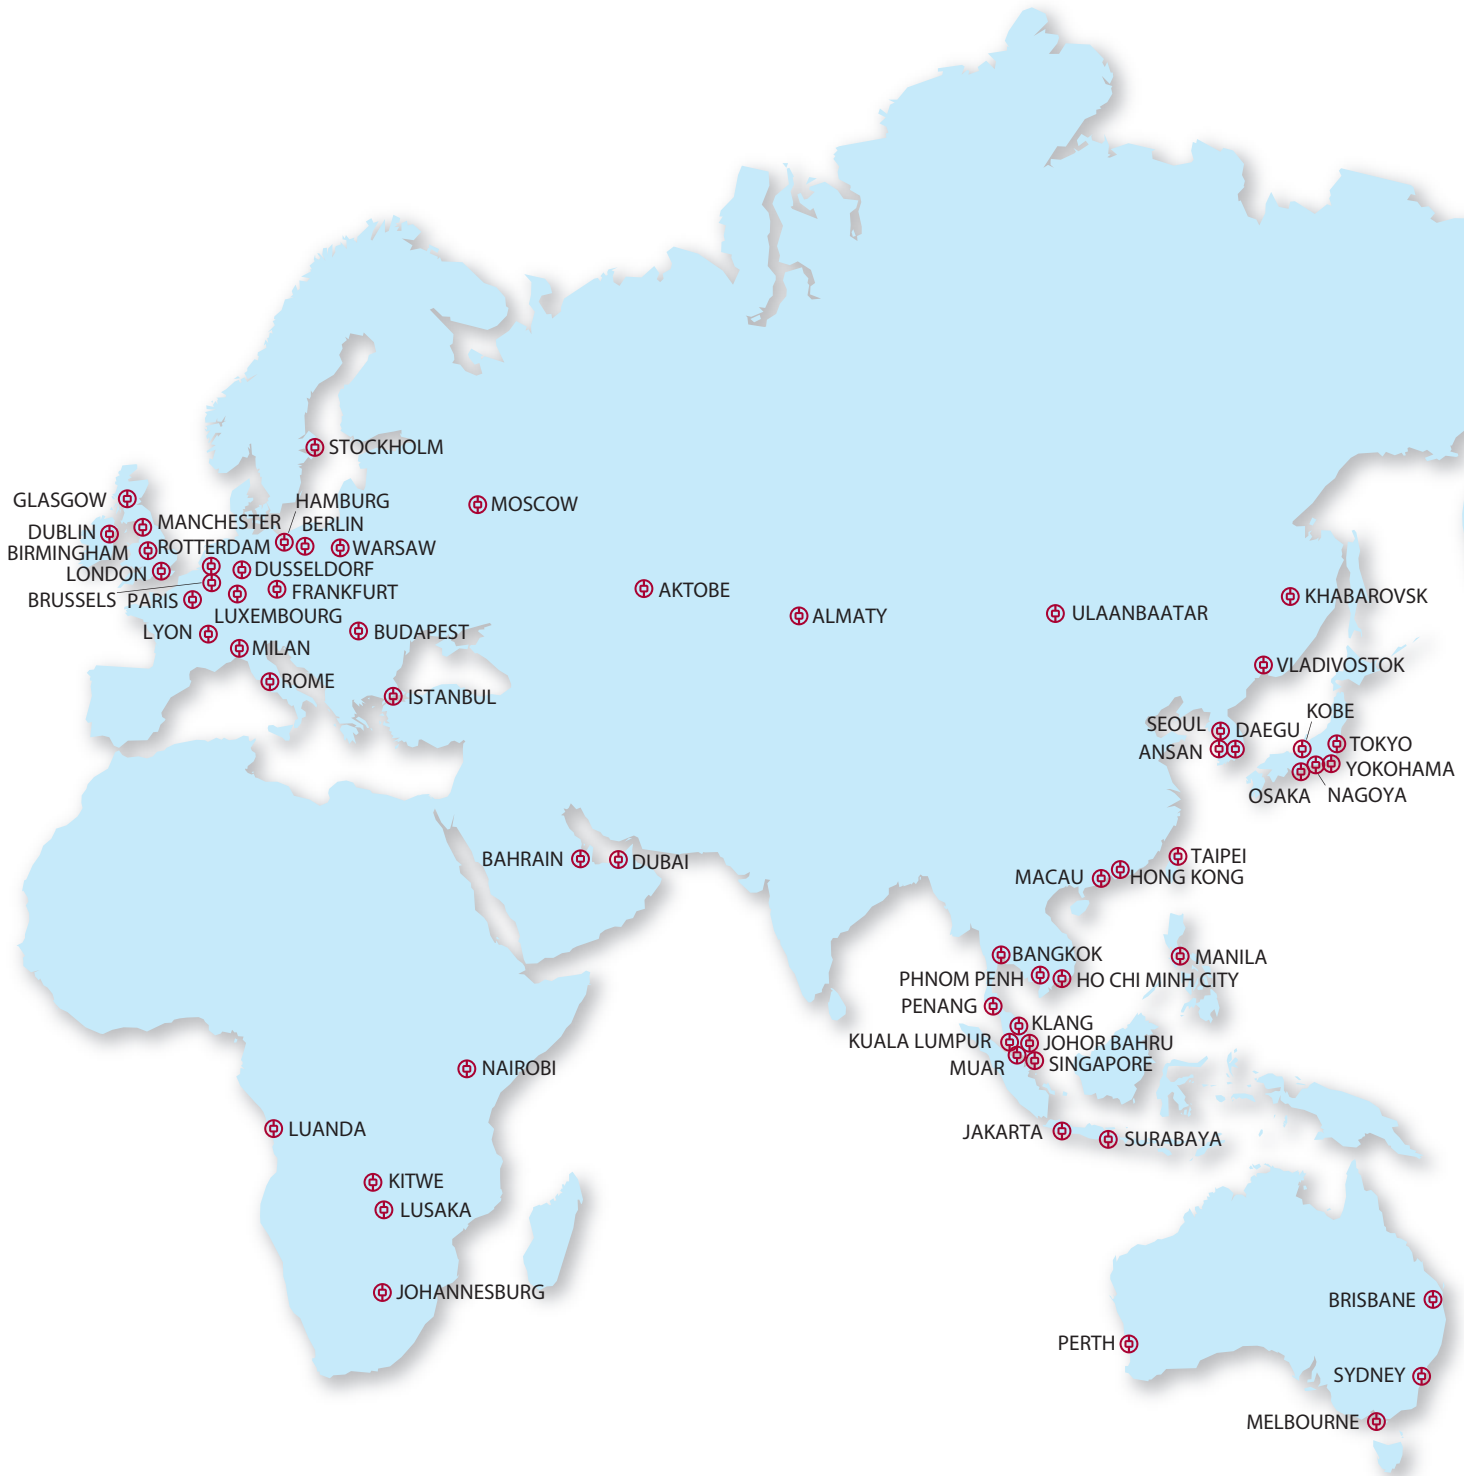 STOCKHOLM
GLASGOW
HAMBURG
MOSCOW
MANCHESTER
BERLIN
DUBLIN
BIRMINGHAM
ROTTERDAM
WARSAW
LONDON
DUSSELDORF
BRUSSELS
PARIS
FRANKFURT
LUXEMBOURG
LYON
BUDAPEST
MILAN
ROME
ISTANBUL
AKTOBE
ALMATY
ULAANBAATAR
KHABAROVSK
VLADIVOSTOK
SEOUL
DAEGU
KOBE
ANSAN
TOKYO
YOKOHAMA
OSAKA
NAGOYA
BAHRAIN
DUBAI
TAIPEI
MACAU
HONG KONG
BANGKOK
MANILA
PHNOM PENH
HO CHI MINH CITY
PENANG
KLANG
KUALA LUMPUR
JOHOR BAHRU
MUAR
SINGAPORE
NAIROBI
LUANDA
JAKARTA
SURABAYA
KITWE
LUSAKA
JOHANNESBURG
BRISBANE
PERTH
SYDNEY
MELBOURNE